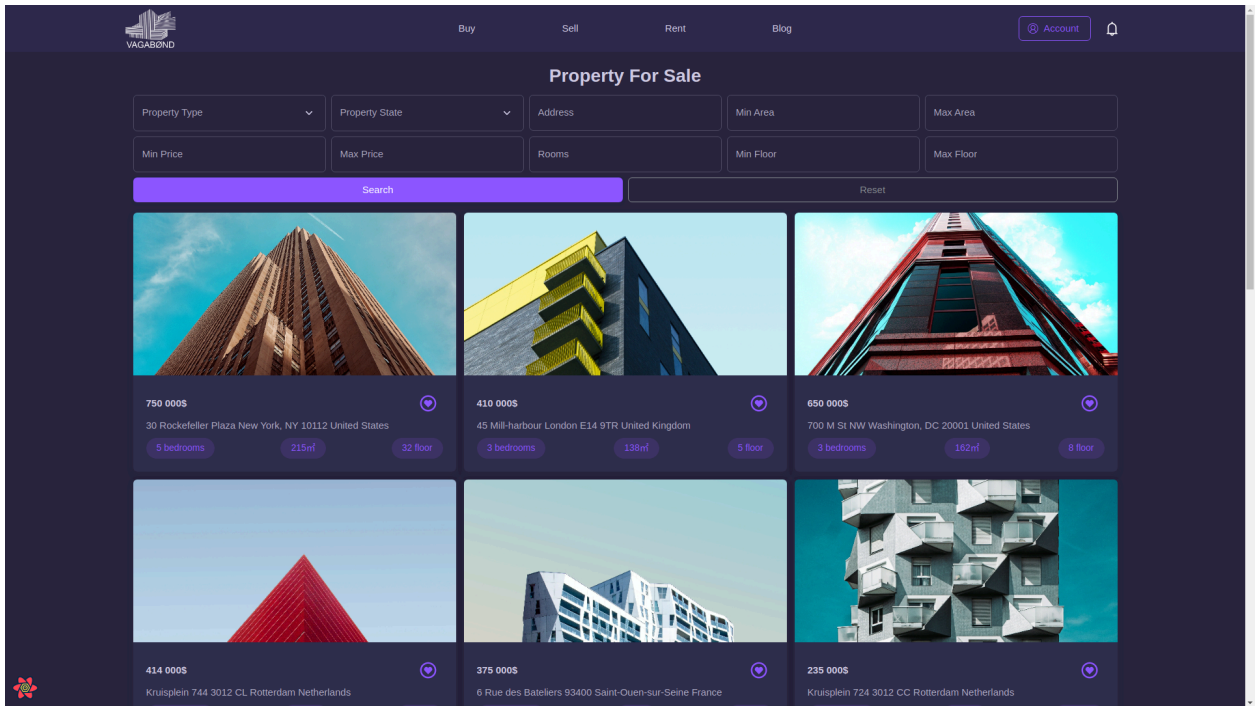 VAGABØND
Buy Sell Rent Blog Account
Property For Sale
Property Type Property State Address Min Area Max Area
Min Price Max Price Rooms Min Floor Max Floor
Search Reset
750 000$
30 Rockefeller Plaza New York, NY 10112 United States
5 bedrooms 215㎡ 32 floor
410 000$
45 Mill-harbour London E14 9TR United Kingdom
3 bedrooms 138㎡ 5 floor
650 000$
700 M St NW Washington, DC 20001 United States
3 bedrooms 162㎡ 8 floor
414 000$
Kruisplein 744 3012 CL Rotterdam Netherlands
375 000$
6 Rue des Bateliers 93400 Saint-Ouen-sur-Seine France
235 000$
Kruisplein 724 3012 CC Rotterdam Netherlands